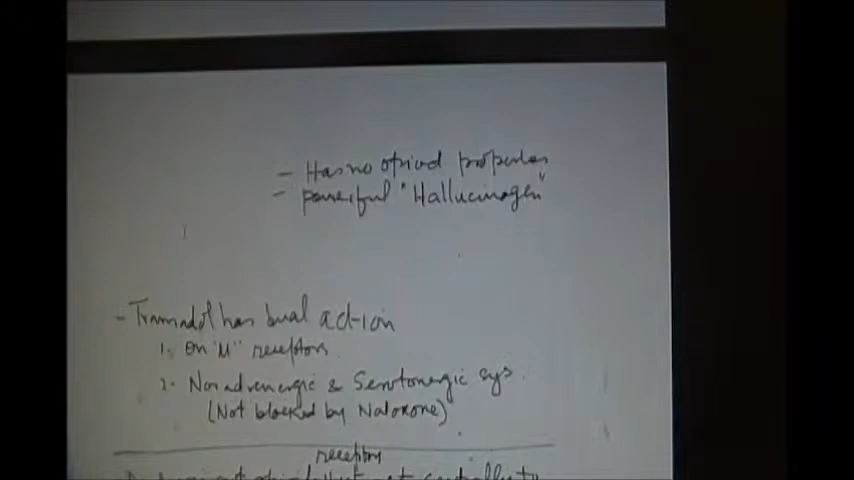 - Has no opiod properties
- powerful "Hallucinogen"
- Tramadol has dual action
1. on "μ" receptors
2. Noradrenergic & Serotonergic sys.
(Not blocked by Naloxone)
receptors